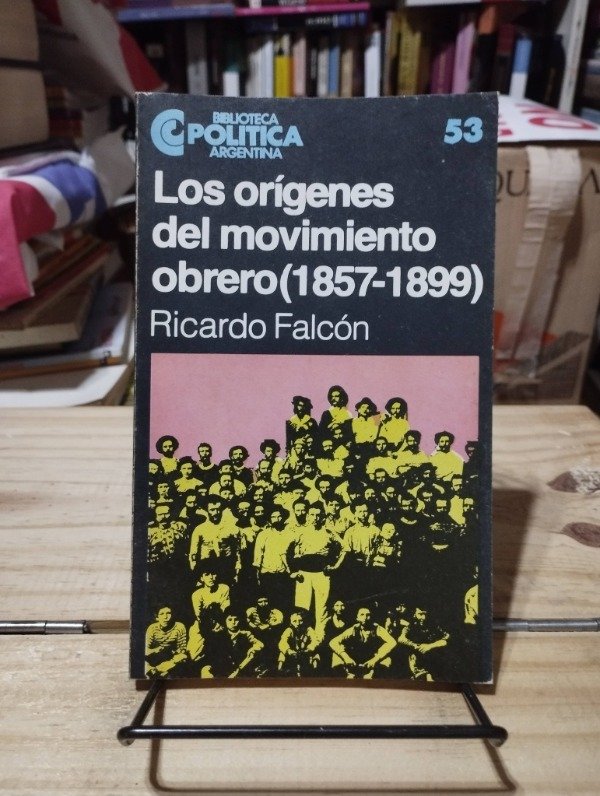 BIBLIOTECA
POLITICA
ARGENTINA
53
Los orígenes
del movimiento
obrero (1857-1899)
Ricardo Falcón